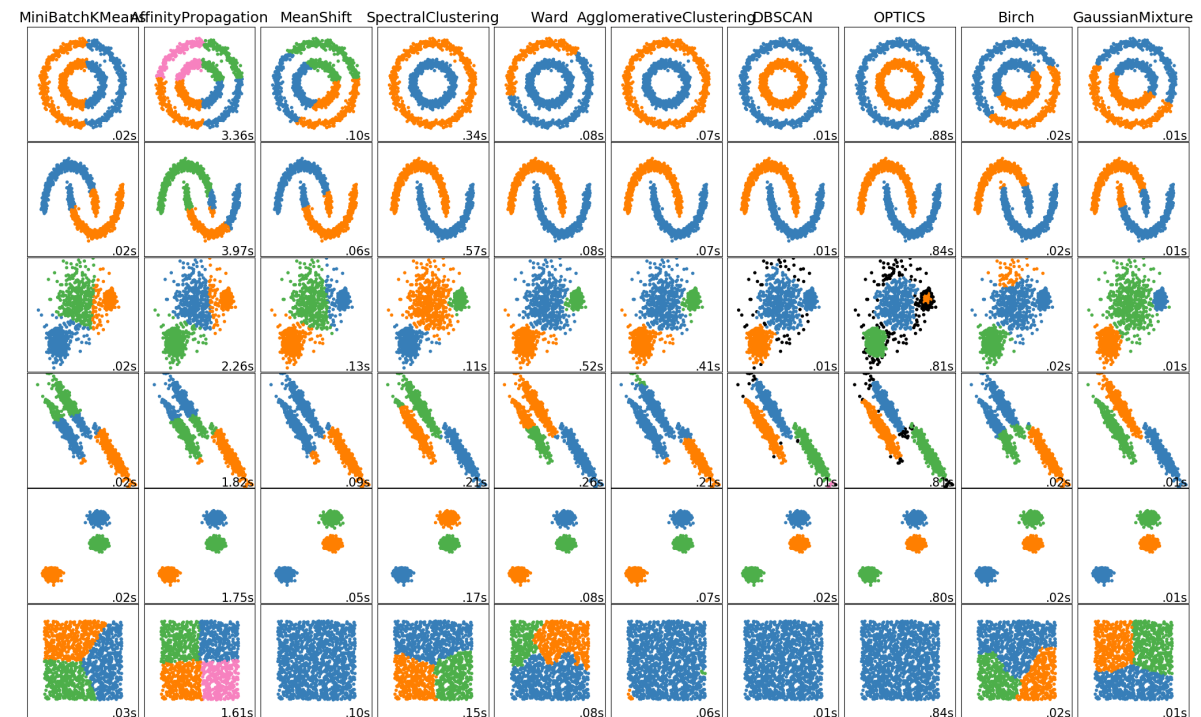 MiniBatchKMeans AffinityPropagation MeanShift SpectralClustering Ward AgglomerativeClustering DBSCAN OPTICS Birch GaussianMixture
.02s 3.36s .10s .34s .08s .07s .01s .88s .02s .01s
.02s 3.97s .06s .57s .08s .07s .01s .84s .02s .01s
.02s 2.26s .13s .11s .52s .41s .01s .81s .02s .01s
.02s 1.82s .09s .21s .26s .21s .01s .81s .02s .01s
.02s 1.75s .05s .17s .08s .07s .02s .80s .02s .01s
.03s 1.61s .10s .15s .08s .06s .01s .84s .02s .01s